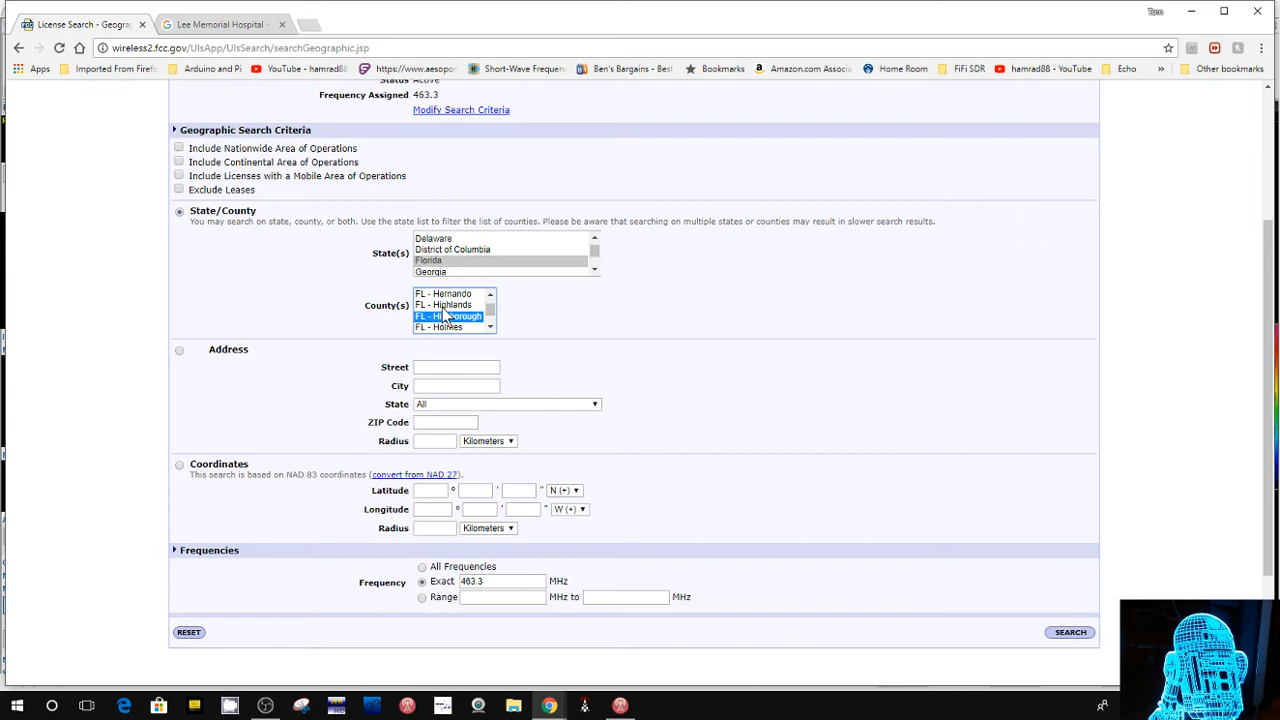 Tom
License Search - Geograp
Lee Memorial Hospital -
wireless2.fcc.gov/UlsApp/UlsSearch/searchGeographic.jsp
Apps
Imported From Firef
Arduino and Pi
YouTube - hamrad88
https://www.aesopor
Short-Wave Frequen
Ben's Bargains - Best
Bookmarks
Amazon.com Associa
Home Room
FiFi SDR
YouTube - hamrad88
Echo
»
Other bookmarks
Status Active
Frequency Assigned 463.3
Modify Search Criteria
Geographic Search Criteria
Include Nationwide Area of Operations
Include Continental Area of Operations
Include Licenses with a Mobile Area of Operations
Exclude Leases
State/County
You may search on state, county, or both. Use the state list to filter the list of counties. Please be aware that searching on multiple states or counties may result in slower search results.
State(s)
Delaware
District of Columbia
Florida
Georgia
County(s)
FL - Hernando
FL - Highlands
FL - Hillsborough
FL - Holmes
Address
Street
City
State All
ZIP Code
Radius Kilometers
Coordinates
This search is based on NAD 83 coordinates (convert from NAD 27).
Latitude ° ' " N (+)
Longitude ° ' " W (+)
Radius Kilometers
Frequencies
All Frequencies
Frequency Exact 463.3 MHz
Range MHz to MHz
RESET
SEARCH